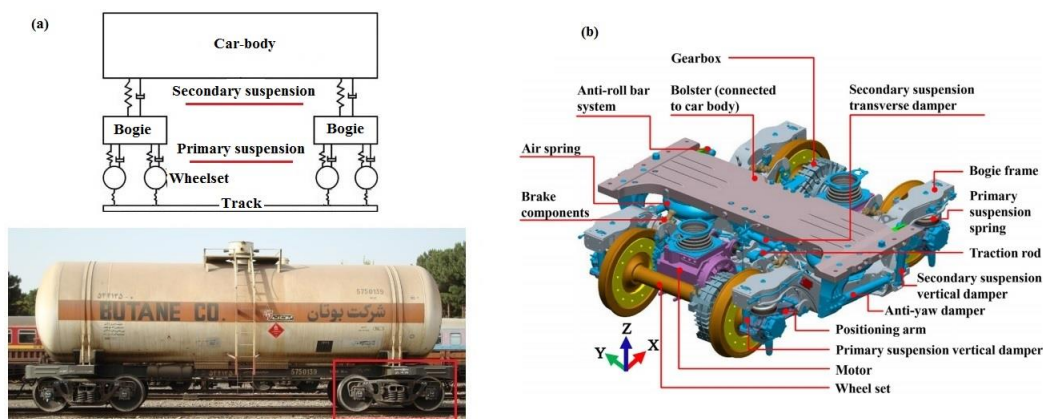 (a)
Car-body
Secondary suspension
Bogie
Bogie
Primary suspension
Wheelset
Track
BUTANE CO.
شرکت بوتان
5750179
(b)
Gearbox
Anti-roll bar
system
Bolster (connected
to car body)
Secondary suspension
transverse damper
Air spring
Brake
components
Bogie frame
Primary
suspension
spring
Traction rod
Secondary suspension
vertical damper
Anti-yaw damper
Positioning arm
Primary suspension vertical damper
Motor
Wheel set
Z
Y
X